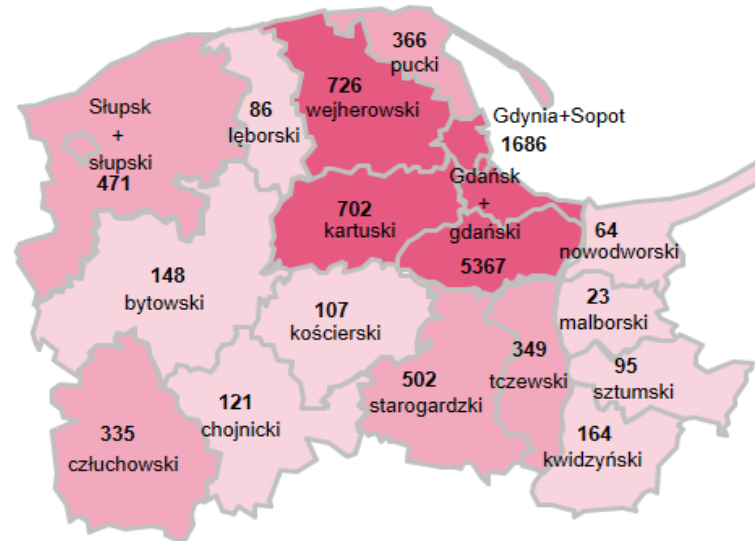 366
pucki
726
wejherowski
Słupsk
+
słupski
471
86
lęborski
Gdynia+Sopot
1686
Gdańsk
+
gdański
5367
702
kartuski
64
nowodworski
148
bytowski
107
kościerski
23
malborski
349
tczewski
502
starogardzki
95
sztumski
121
chojnicki
335
człuchowski
164
kwidzyński